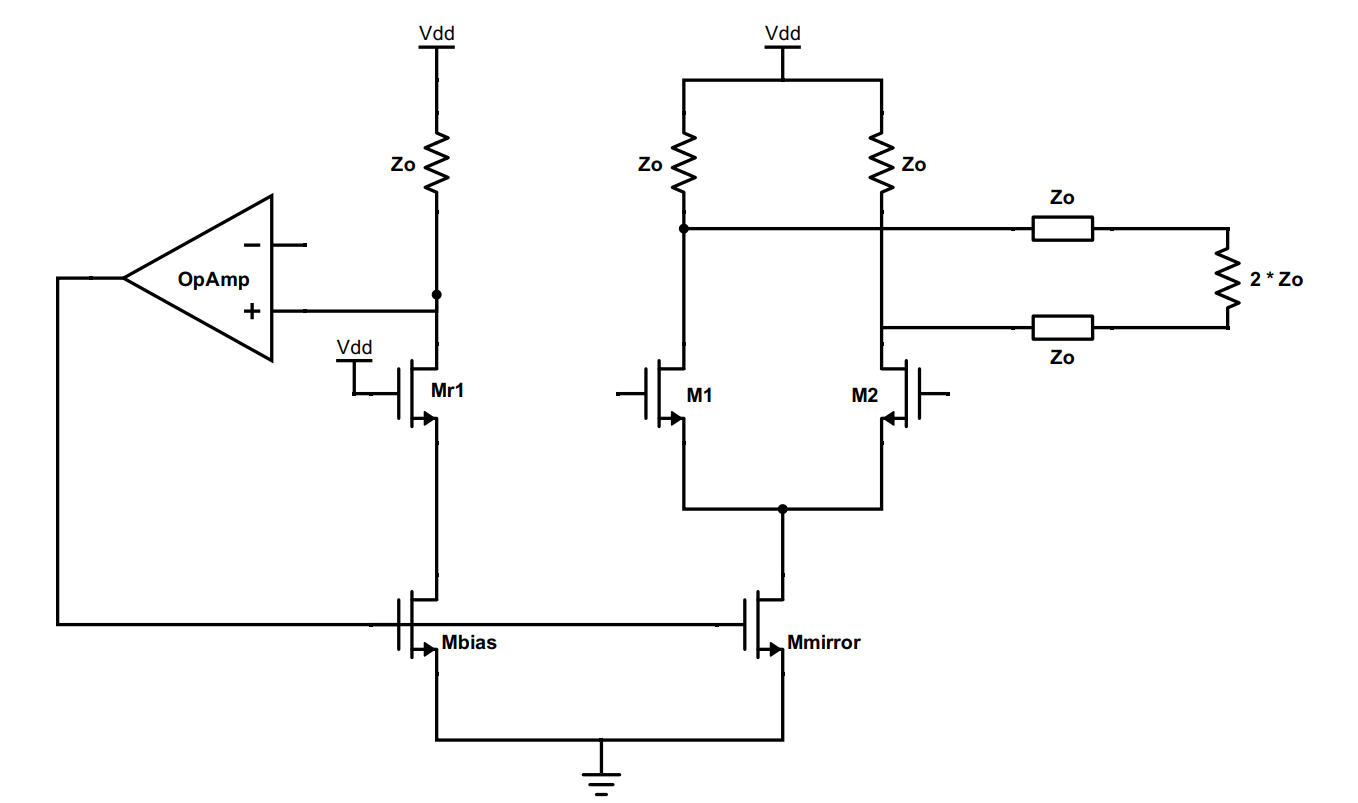 Vdd
Vdd
Zo
Zo
Zo
Zo
−
OpAmp
+
2 * Zo
Vdd
Zo
Mr1
M1
M2
Mbias
Mmirror